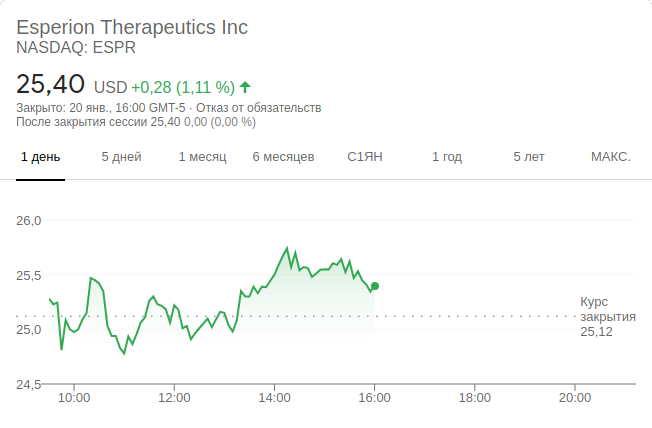 Esperion Therapeutics Inc
NASDAQ: ESPR
25,40 USD +0,28 (1,11 %)
Закрыто: 20 янв., 16:00 GMT-5 · Отказ от обязательств
После закрытия сессии 25,40 0,00 (0,00 %)
1 день 5 дней 1 месяц 6 месяцев С1ЯН 1 год 5 лет МАКС.
26,0
25,5
25,0
24,5
Курс
закрытия
25,12
10:00 12:00 14:00 16:00 18:00 20:00